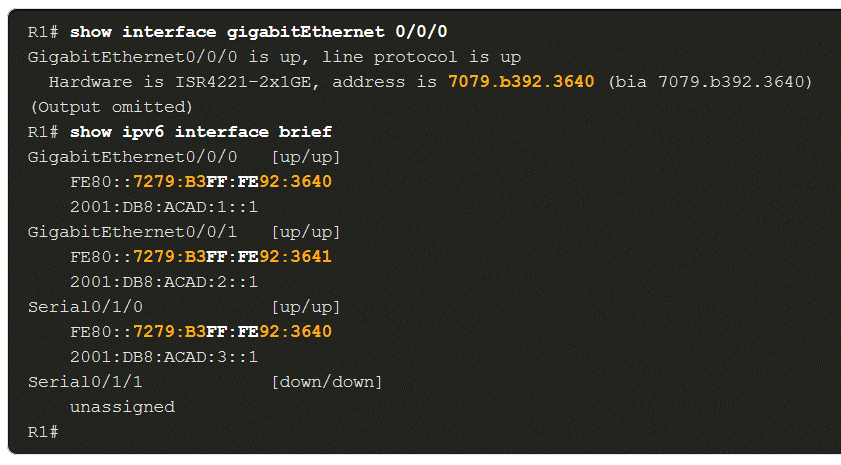 R1# show interface gigabitEthernet 0/0/0
GigabitEthernet0/0/0 is up, line protocol is up
  Hardware is ISR4221-2x1GE, address is 7079.b392.3640 (bia 7079.b392.3640)
(Output omitted)
R1# show ipv6 interface brief
GigabitEthernet0/0/0   [up/up]
    FE80::7279:B3FF:FE92:3640
    2001:DB8:ACAD:1::1
GigabitEthernet0/0/1   [up/up]
    FE80::7279:B3FF:FE92:3641
    2001:DB8:ACAD:2::1
Serial0/1/0            [up/up]
    FE80::7279:B3FF:FE92:3640
    2001:DB8:ACAD:3::1
Serial0/1/1            [down/down]
    unassigned
R1#